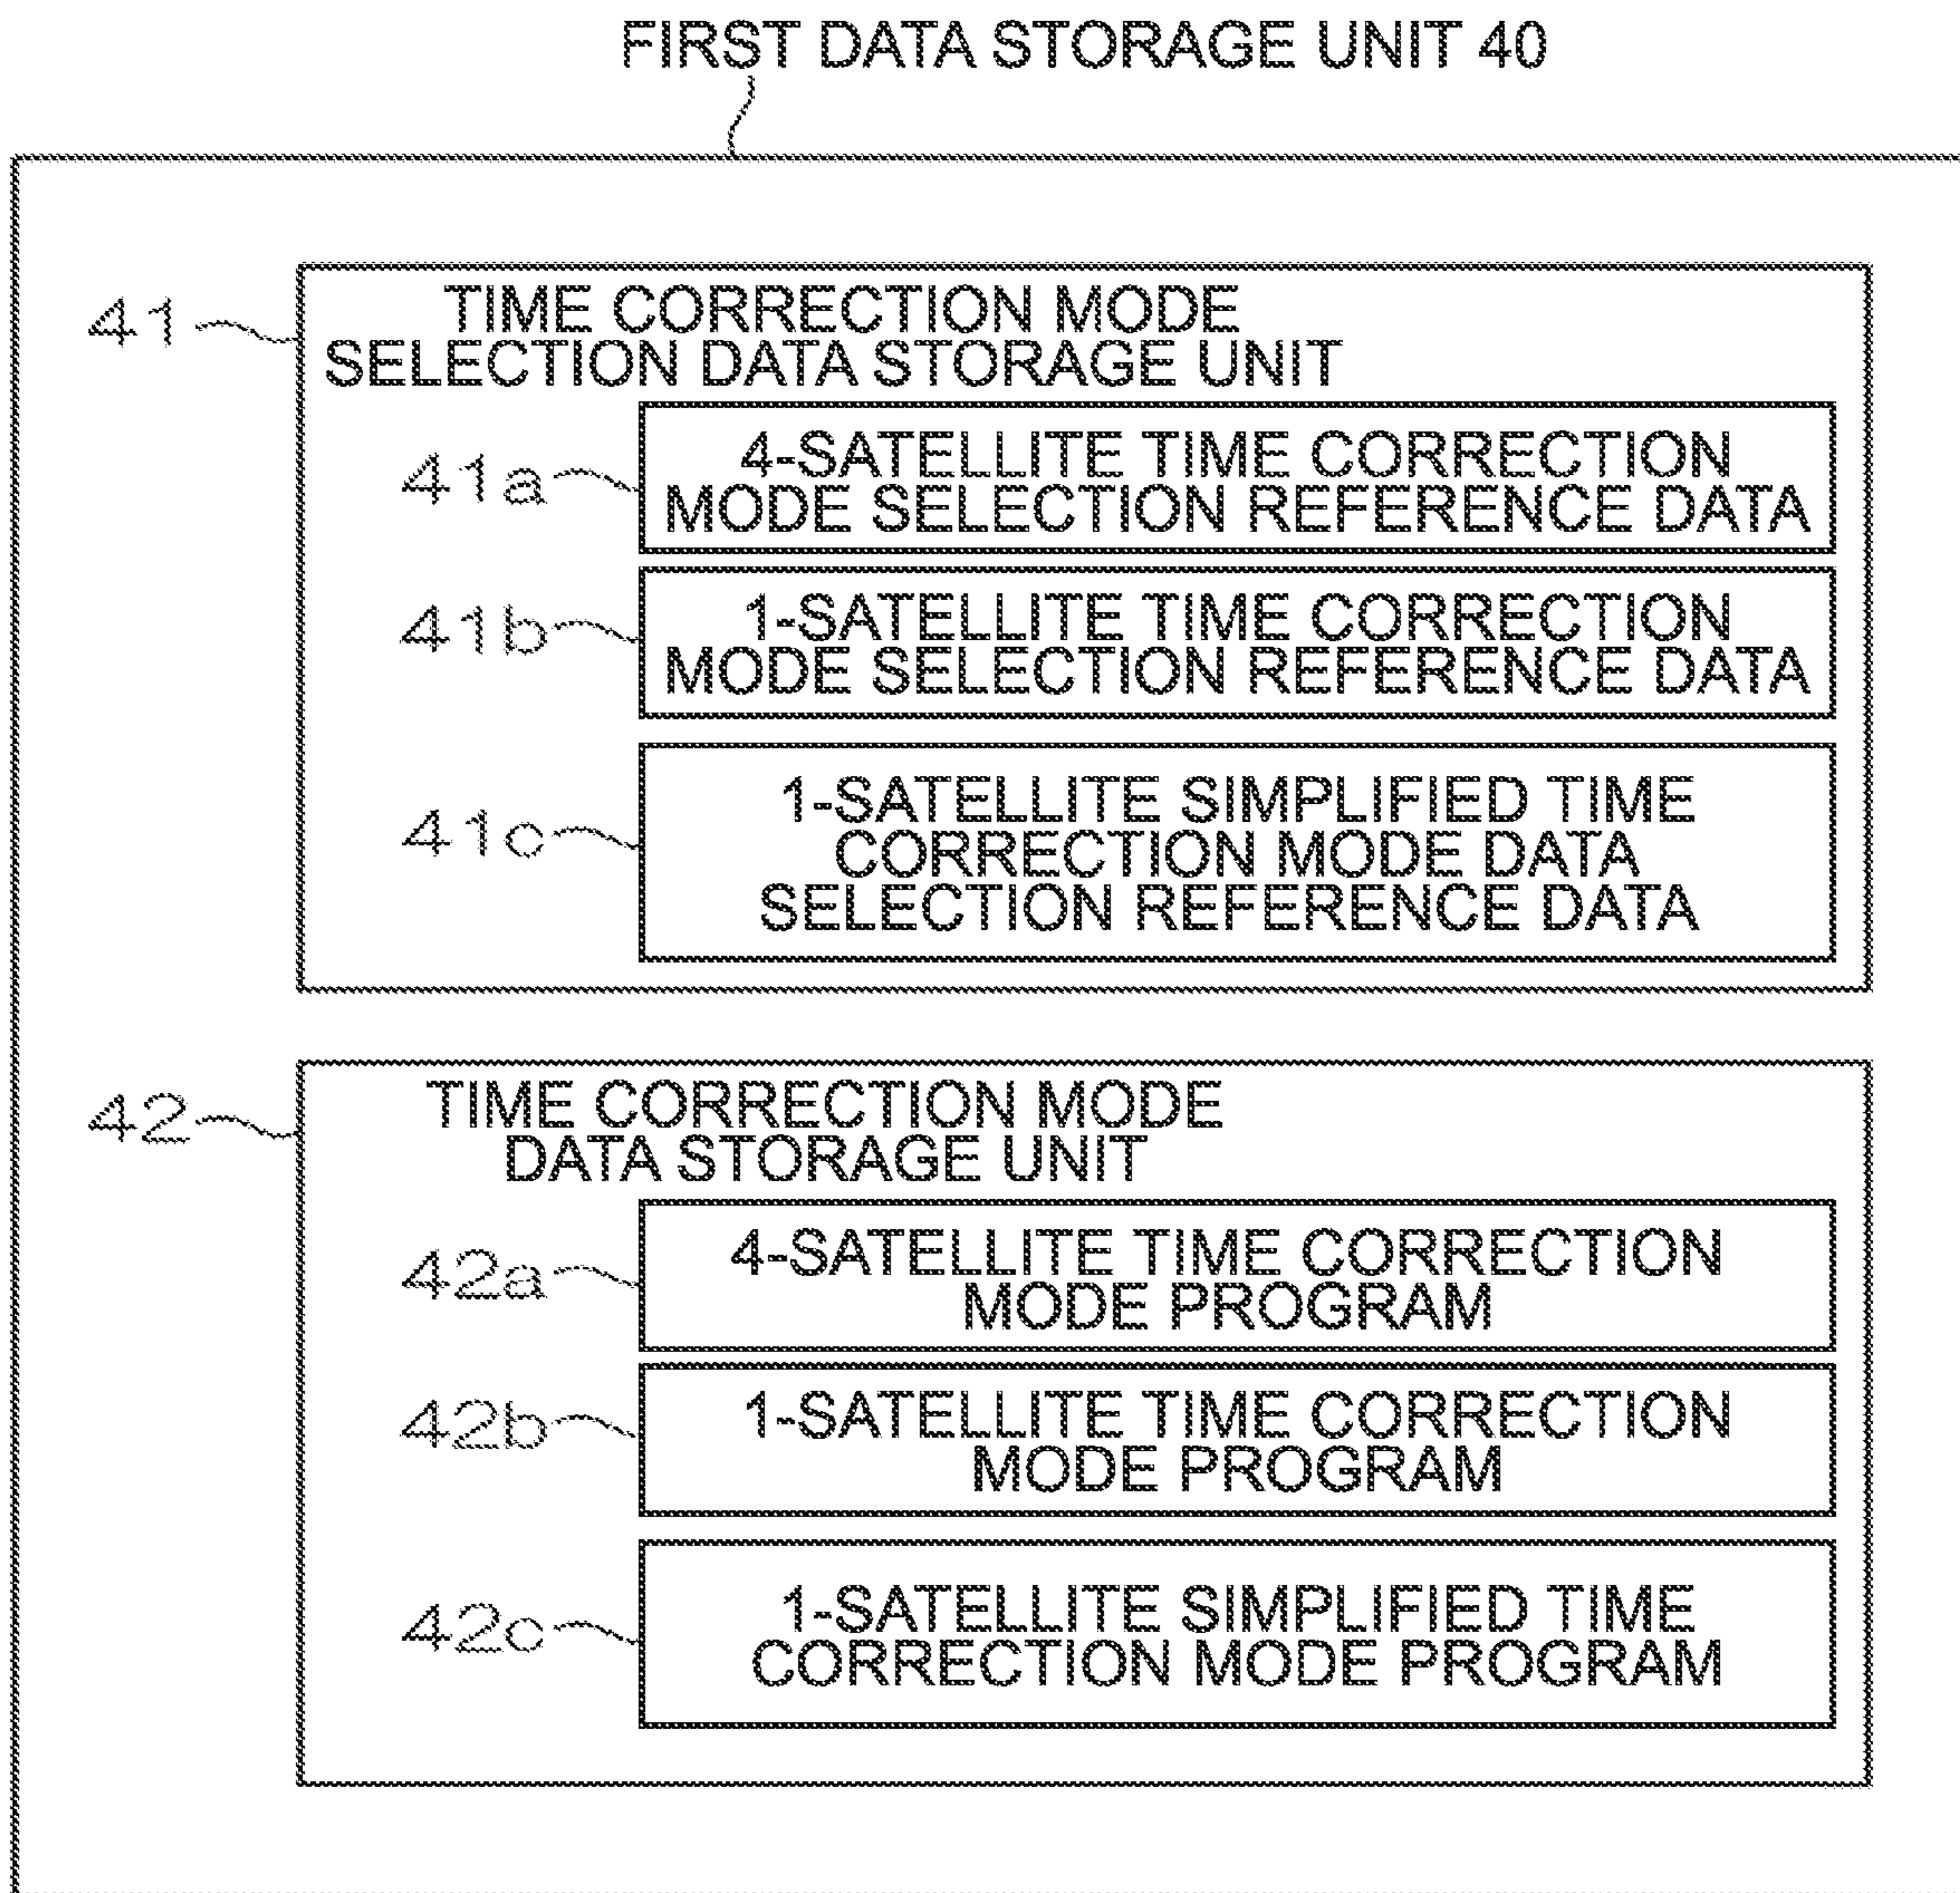 FIRST DATA STORAGE UNIT 40
41
TIME CORRECTION MODE
SELECTION DATA STORAGE UNIT
41a
4-SATELLITE TIME CORRECTION
MODE SELECTION REFERENCE DATA
41b
1-SATELLITE TIME CORRECTION
MODE SELECTION REFERENCE DATA
41c
1-SATELLITE SIMPLIFIED TIME
CORRECTION MODE DATA
SELECTION REFERENCE DATA
42
TIME CORRECTION MODE
DATA STORAGE UNIT
42a
4-SATELLITE TIME CORRECTION
MODE PROGRAM
42b
1-SATELLITE TIME CORRECTION
MODE PROGRAM
42c
1-SATELLITE SIMPLIFIED TIME
CORRECTION MODE PROGRAM